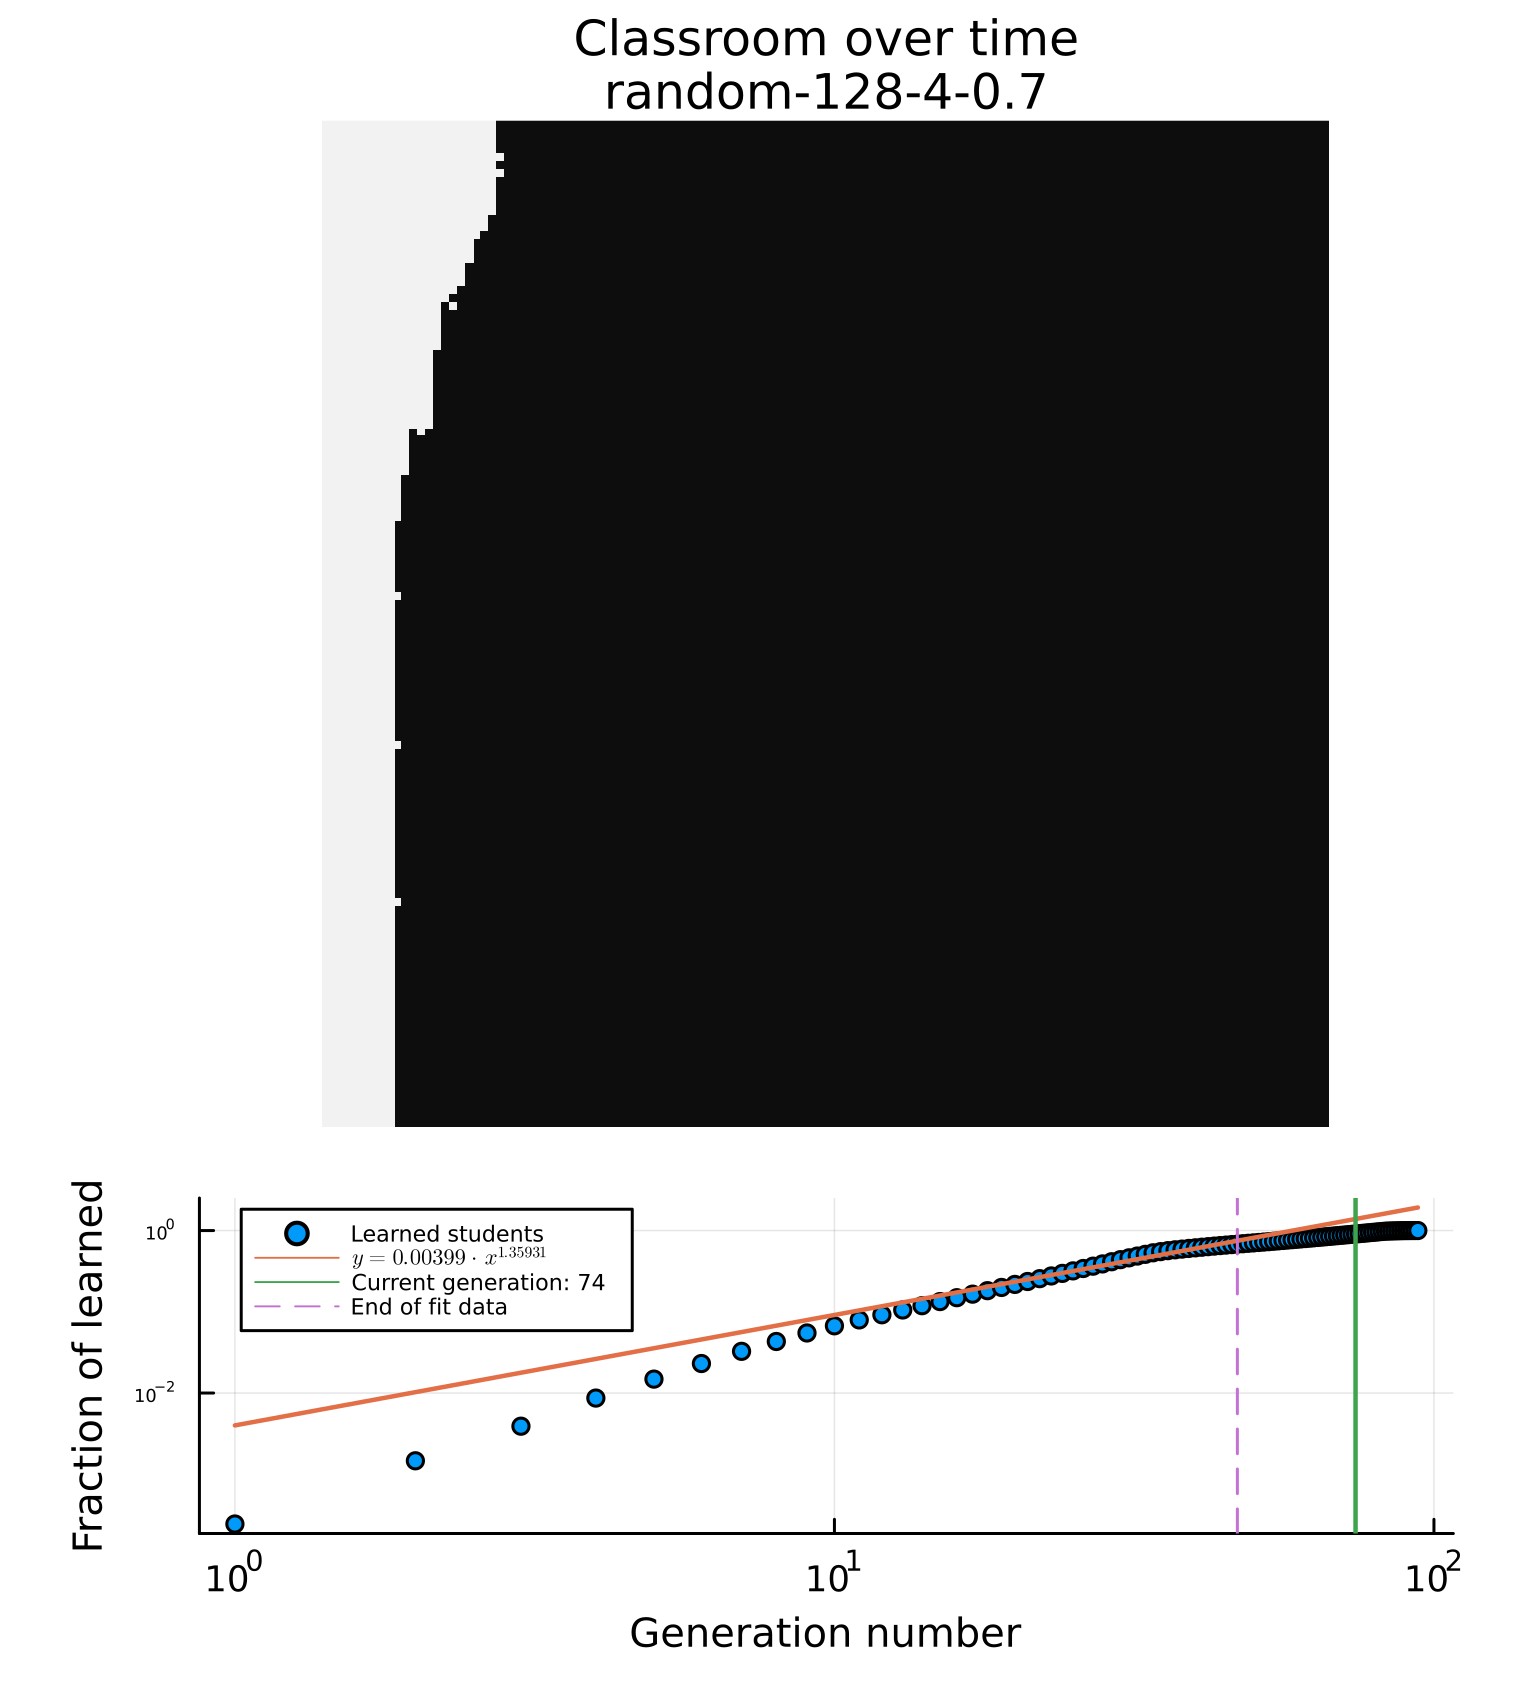 Classroom over time
random-128-4-0.7
Fraction of learned
10^0
10^−2
Learned students
y = 0.00399 · x^1.35931
Current generation: 74
End of fit data
10^0 10^1 10^2
Generation number